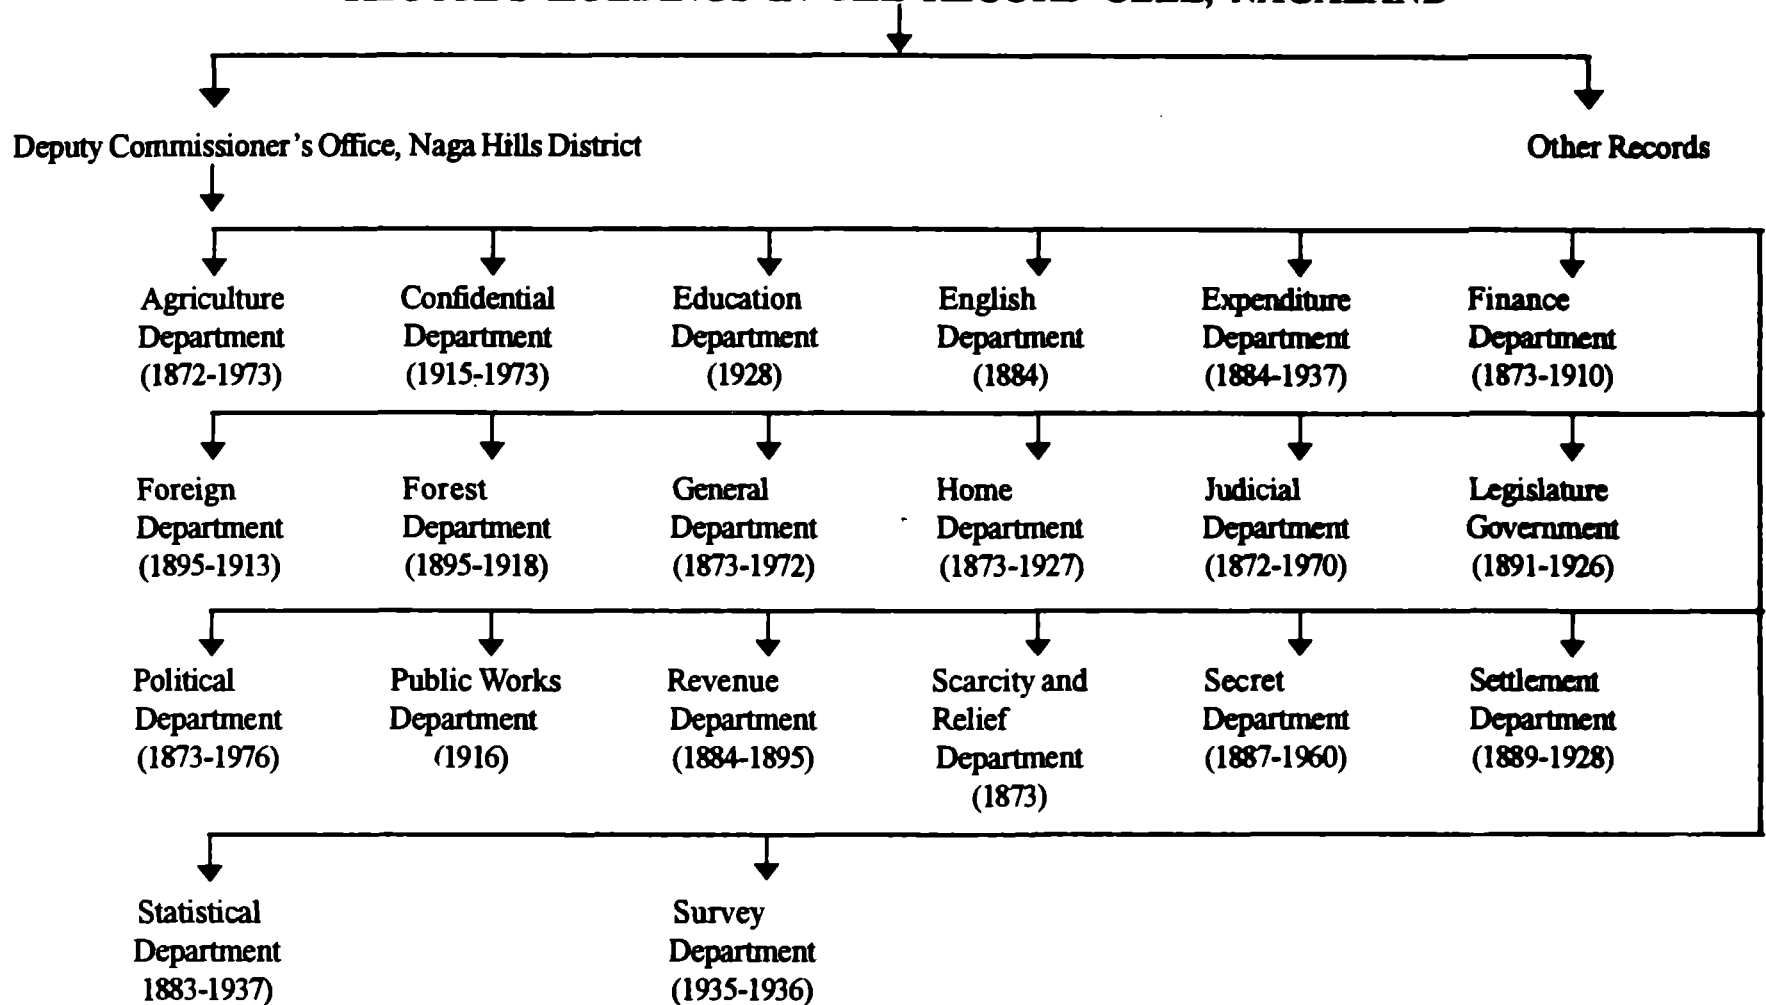 NAGALAND
Deputy Commissioner's Office, Naga Hills District
Other Records
Agriculture
Department
(1872-1973)
Confidential
Department
(1915-1973)
Education
Department
(1928)
English
Department
(1884)
Expenditure
Department
(1884-1937)
Finance
Department
(1873-1910)
Foreign
Department
(1895-1913)
Forest
Department
(1895-1918)
General
Department
(1873-1972)
Home
Department
(1873-1927)
Judicial
Department
(1872-1970)
Legislature
Government
(1891-1926)
Political
Department
(1873-1976)
Public Works
Department
(1916)
Revenue
Department
(1884-1895)
Scarcity and
Relief
Department
(1873)
Secret
Department
(1887-1960)
Settlement
Department
(1889-1928)
Statistical
Department
1883-1937)
Survey
Department
(1935-1936)